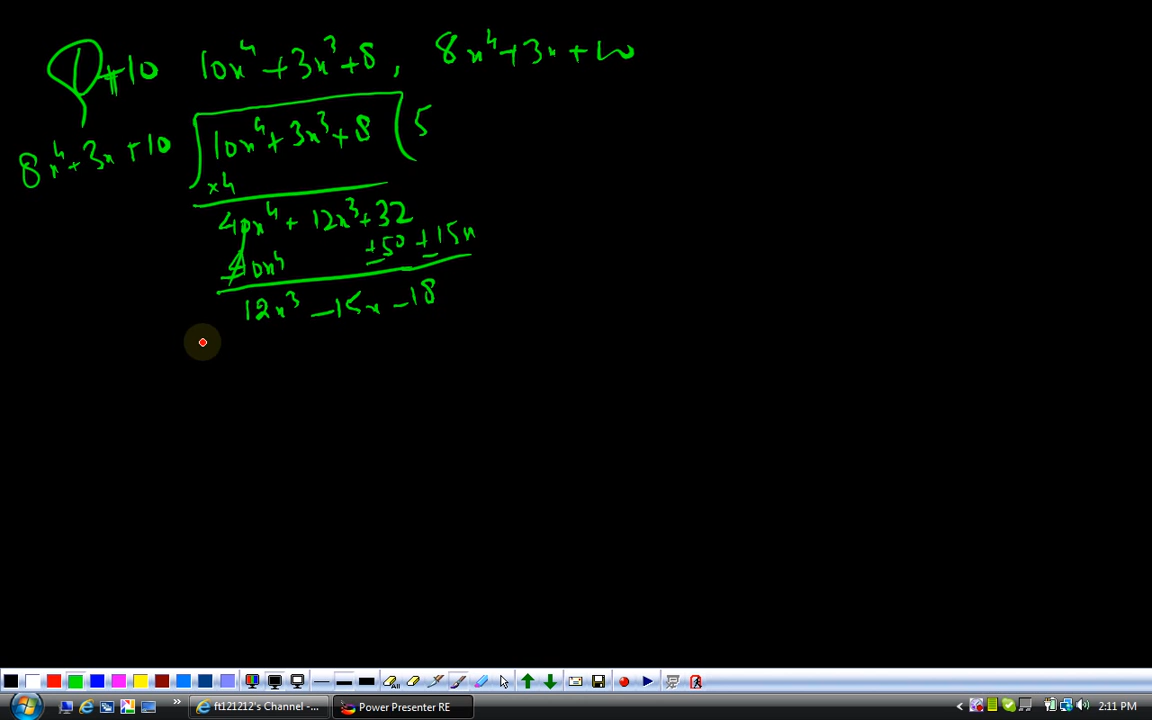 Q#10 10x⁴+3x³+8, 8x⁴+3x+10
8x⁴+3x+10 10x⁴+3x³+8 5
x4
40x⁴+12x³+32
40x⁴ +50 +15x
12x³-15x-18
ft121212's Channel -...
Power Presenter RE
2:11 PM